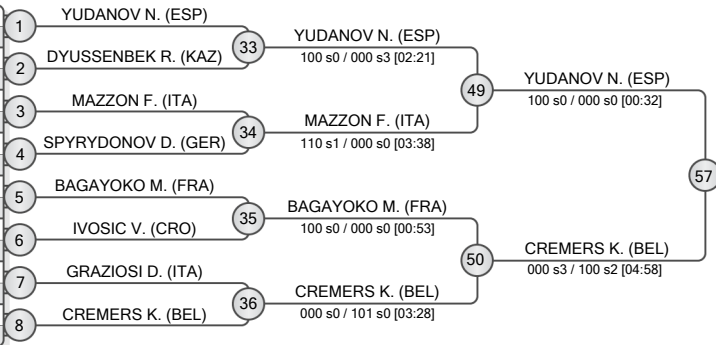 1
YUDANOV N. (ESP)
2
DYUSSENBEK R. (KAZ)
33
YUDANOV N. (ESP)
100 s0 / 000 s3 [02:21]
3
MAZZON F. (ITA)
4
SPYRYDONOV D. (GER)
34
MAZZON F. (ITA)
110 s1 / 000 s0 [03:38]
49
YUDANOV N. (ESP)
100 s0 / 000 s0 [00:32]
5
BAGAYOKO M. (FRA)
6
IVOSIC V. (CRO)
35
BAGAYOKO M. (FRA)
100 s0 / 000 s0 [00:53]
7
GRAZIOSI D. (ITA)
8
CREMERS K. (BEL)
36
CREMERS K. (BEL)
000 s0 / 101 s0 [03:28]
50
CREMERS K. (BEL)
000 s3 / 100 s2 [04:58]
57